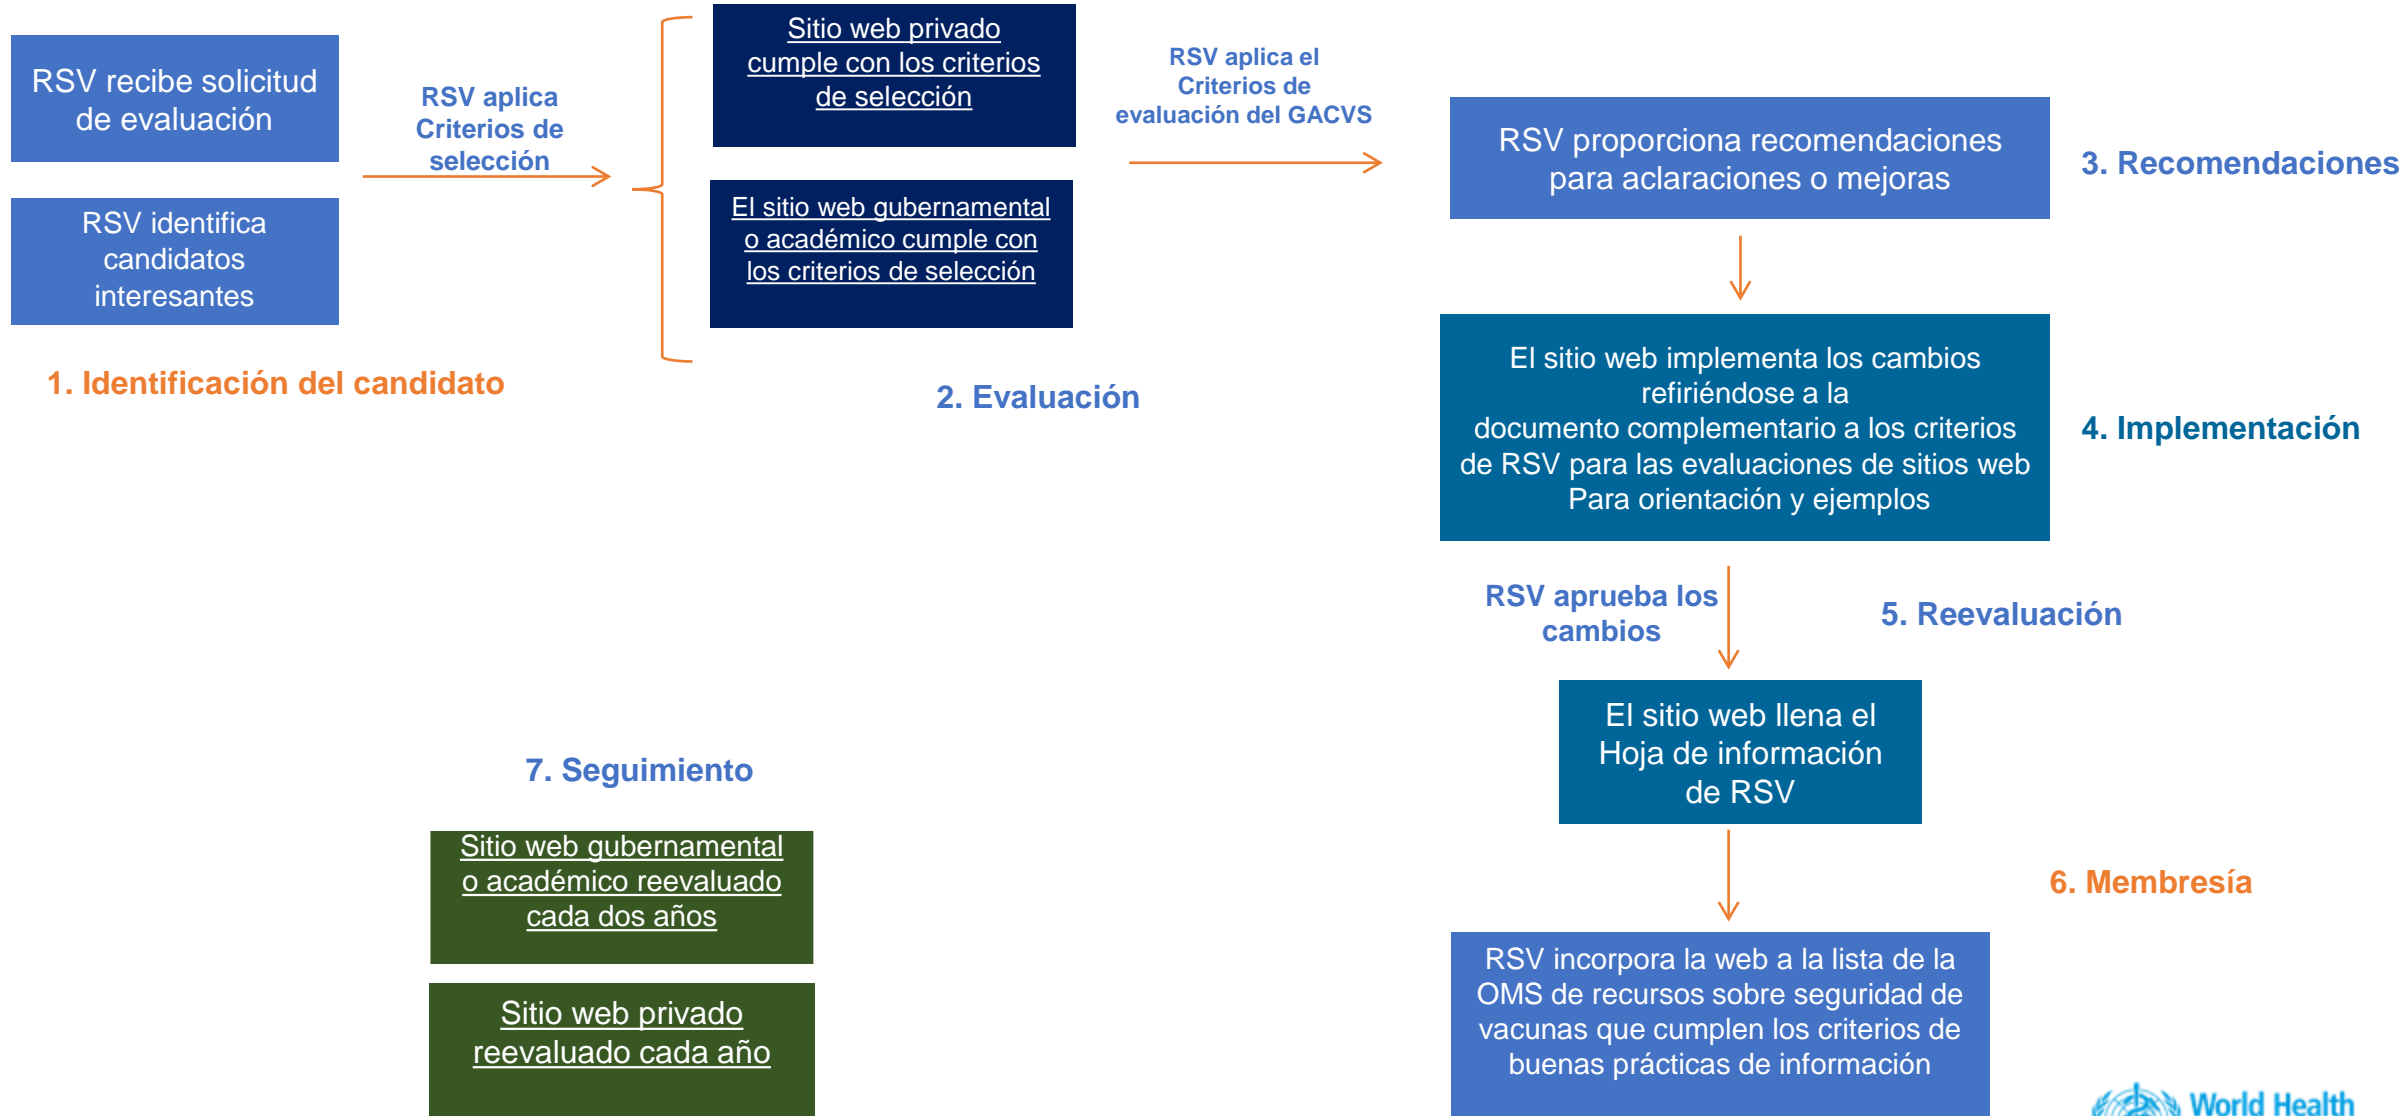 RSV recibe solicitud
de evaluación
RSV identifica
candidatos
interesantes
1. Identificación del candidato
RSV aplica
Criterios de
selección
Sitio web privado
cumple con los criterios
de selección
El sitio web gubernamental
o académico cumple con
los criterios de selección
2. Evaluación
RSV aplica el
Criterios de
evaluación del GACVS
RSV proporciona recomendaciones
para aclaraciones o mejoras
3. Recomendaciones
El sitio web implementa los cambios
refiriéndose a la
documento complementario a los criterios
de RSV para las evaluaciones de sitios web
Para orientación y ejemplos
4. Implementación
RSV aprueba los
cambios
5. Reevaluación
El sitio web llena el
Hoja de información
de RSV
6. Membresía
RSV incorpora la web a la lista de la
OMS de recursos sobre seguridad de
vacunas que cumplen los criterios de
buenas prácticas de información
7. Seguimiento
Sitio web gubernamental
o académico reevaluado
cada dos años
Sitio web privado
reevaluado cada año
World Health